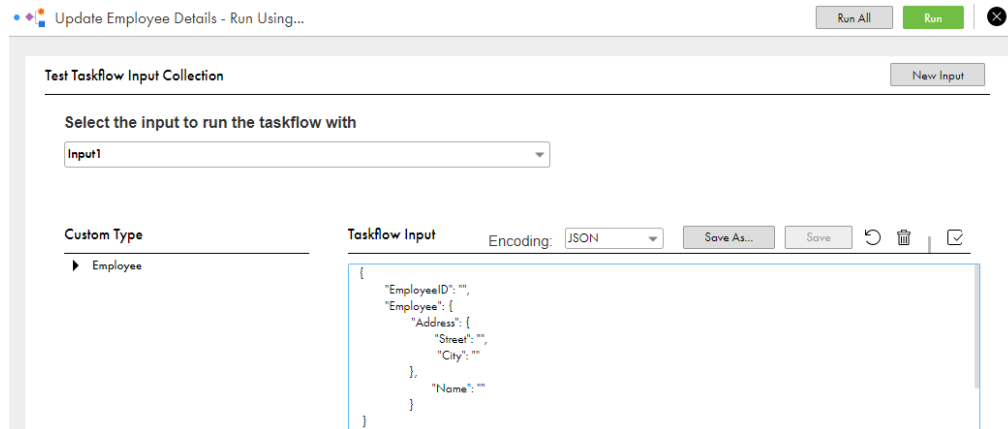 Update Employee Details - Run Using...
Run All
Run
Test Taskflow Input Collection
New Input
Select the input to run the taskflow with
Input1
Custom Type
Taskflow Input
Encoding:
JSON
Save As...
Save
Employee
{
"EmployeeID": "",
"Employee": {
"Address": {
"Street": "",
"City": ""
},
"Name": ""
}
}